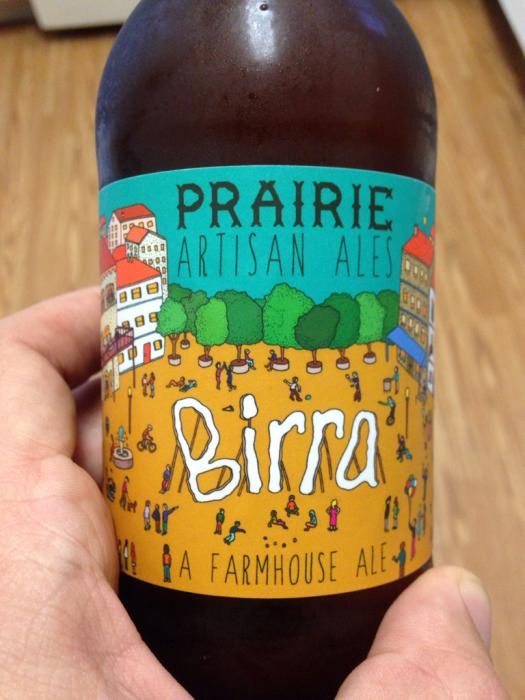 PRAIRIE
ARTISAN ALES
Birra
A FARMHOUSE ALE